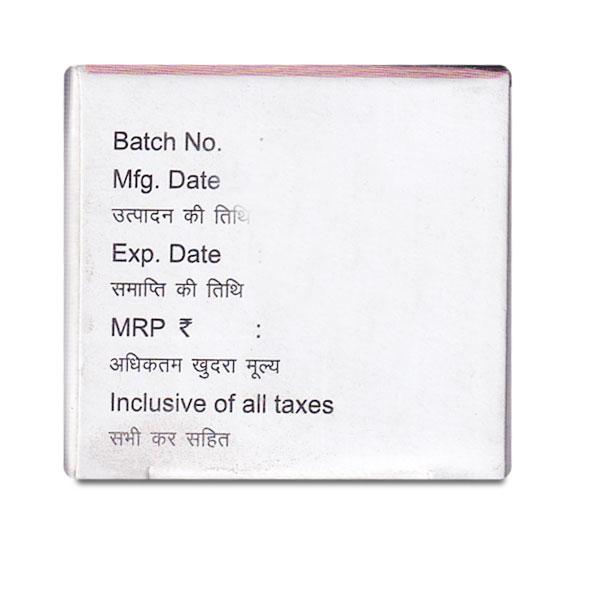 Batch No. :
Mfg. Date
उत्पादन की तिथि
Exp. Date :
समाप्ति की तिथि
MRP ₹ :
अधिकतम खुदरा मूल्य
Inclusive of all taxes
सभी कर सहित